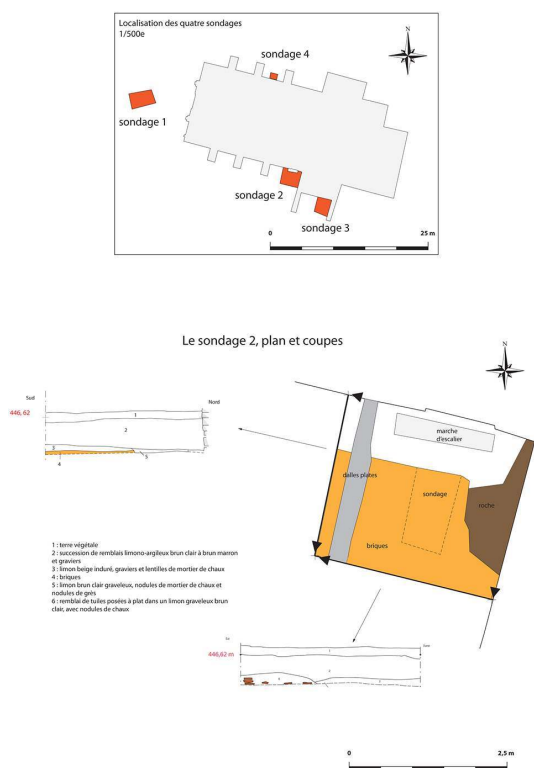 Localisation des quatre sondages
1/500e
N
sondage 4
sondage 1
sondage 2
sondage 3
0 25 m
Le sondage 2, plan et coupes
N
Sud
Nord
446, 62
1
2
3
5
4
marche
d'escalier
dalles plates
sondage
roche
briques
1 : terre végétale
2 : succession de remblais limono-argileux brun clair à brun marron
et graviers
3 : limon beige induré, graviers et lentilles de mortier de chaux
4 : briques
5 : limon brun clair graveleux, nodules de mortier de chaux et
nodules de grès
6 : remblai de tuiles posées à plat dans un limon graveleux brun
clair, avec nodules de chaux
446,62 m
0 2,5 m